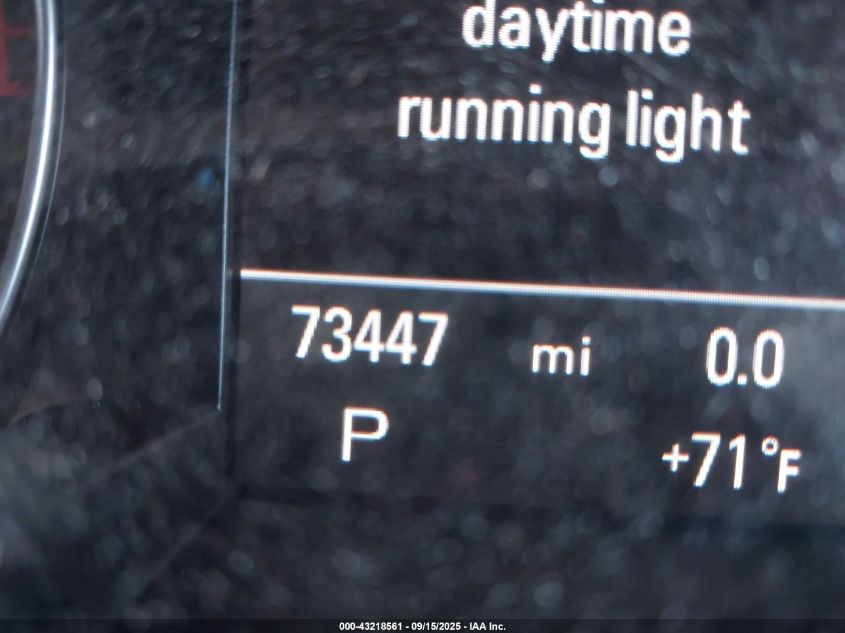 daytime
running light
73447 mi 0.0
P +71°F
000-43218561 - 09/15/2025 - IAA Inc.